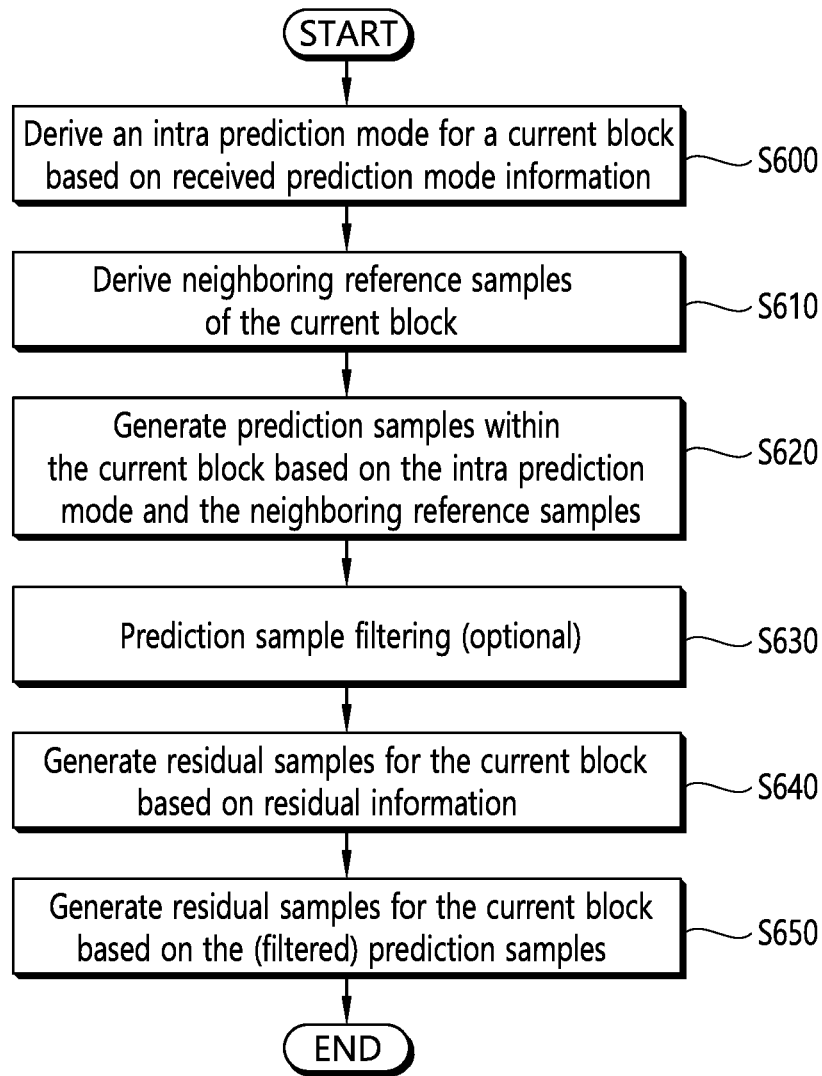 START
Derive an intra prediction mode for a current block
based on received prediction mode information
S600
Derive neighboring reference samples
of the current block
S610
Generate prediction samples within
the current block based on the intra prediction
mode and the neighboring reference samples
S620
Prediction sample filtering (optional)
S630
Generate residual samples for the current block
based on residual information
S640
Generate residual samples for the current block
based on the (filtered) prediction samples
S650
END